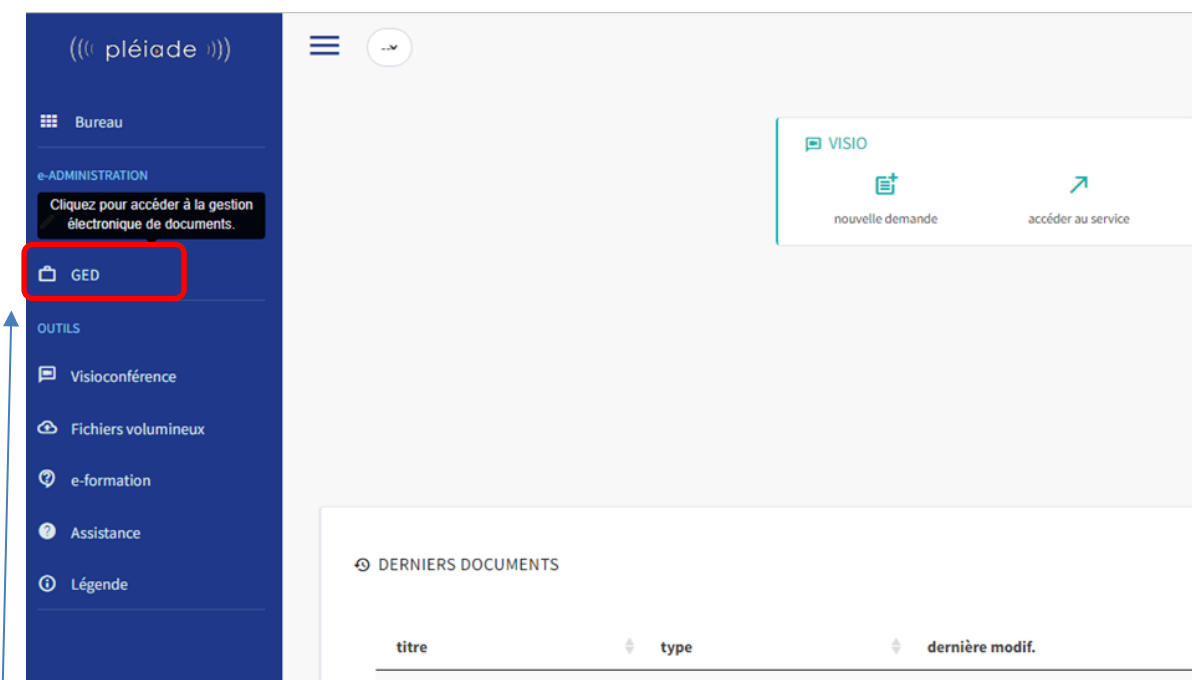 ((( pléiade )))
Bureau
e-ADMINISTRATION
Cliquez pour accéder à la gestion
électronique de documents.
GED
OUTILS
Visioconférence
Fichiers volumineux
e-formation
Assistance
Légende
--
VISIO
nouvelle demande
accéder au service
DERNIERS DOCUMENTS
titre
type
dernière modif.